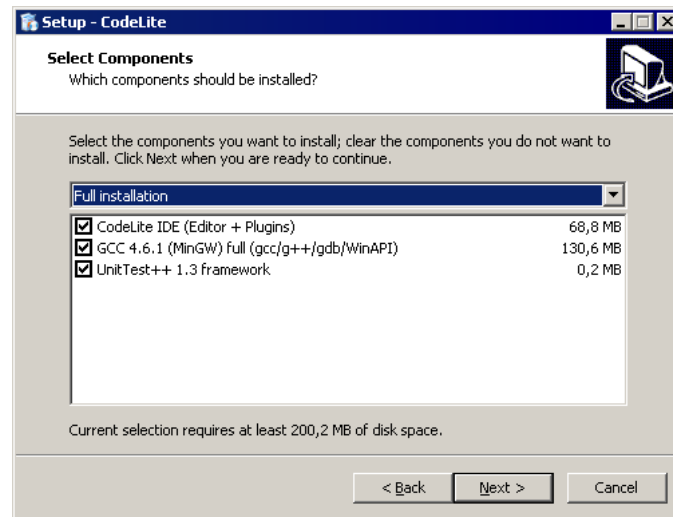 Setup - CodeLite
Select Components
Which components should be installed?
Select the components you want to install; clear the components you do not want to
install. Click Next when you are ready to continue.
Full installation
CodeLite IDE (Editor + Plugins) 68,8 MB
GCC 4.6.1 (MinGW) full (gcc/g++/gdb/WinAPI) 130,6 MB
UnitTest++ 1.3 framework 0,2 MB
Current selection requires at least 200,2 MB of disk space.
< Back Next > Cancel